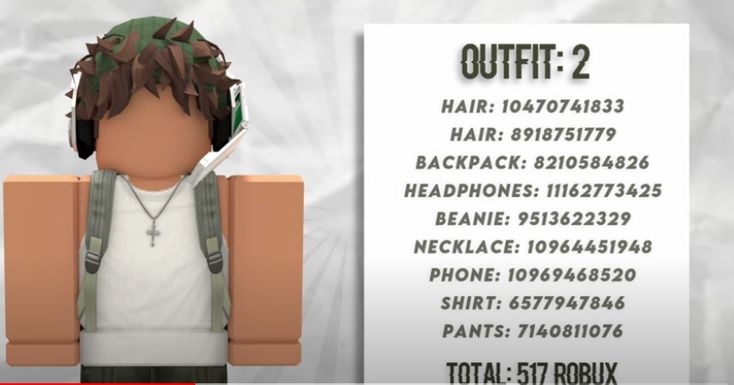 OUTFIT: 2
HAIR: 10470741833
HAIR: 8918751779
BACKPACK: 8210584826
HEADPHONES: 11162773425
BEANIE: 9513622329
NECKLACE: 10964451948
PHONE: 10969468520
SHIRT: 6577947846
PANTS: 7140811076
TOTAL: 517 ROBUX